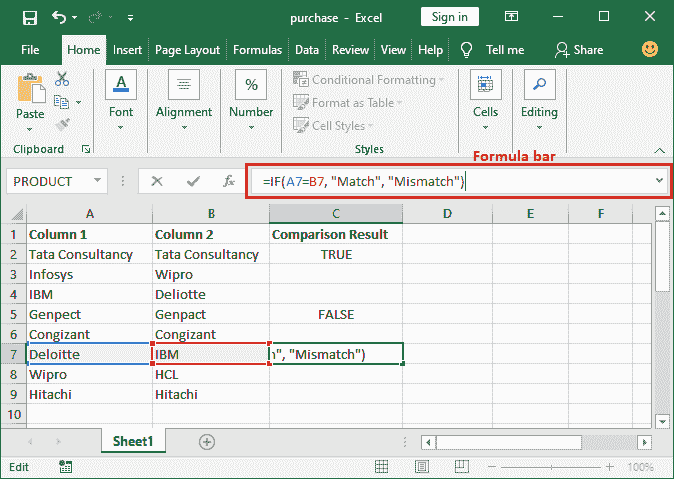 purchase - Excel
Sign in
File Home Insert Page Layout Formulas Data Review View Help Tell me Share
Paste
Clipboard
Font
Alignment
%
Number
Conditional Formatting
Format as Table
Cell Styles
Styles
Cells
Editing
Formula bar
PRODUCT fx =IF(A7=B7, "Match", "Mismatch")
A B C D E F
1 Column 1 Column 2 Comparison Result
2 Tata Consultancy Tata Consultancy TRUE
3 Infosys Wipro
4 IBM Deliotte
5 Genpect Genpact FALSE
6 Congizant Congizant
7 Deloitte IBM h", "Mismatch")
8 Wipro HCL
9 Hitachi Hitachi
10
Sheet1
Edit 100%